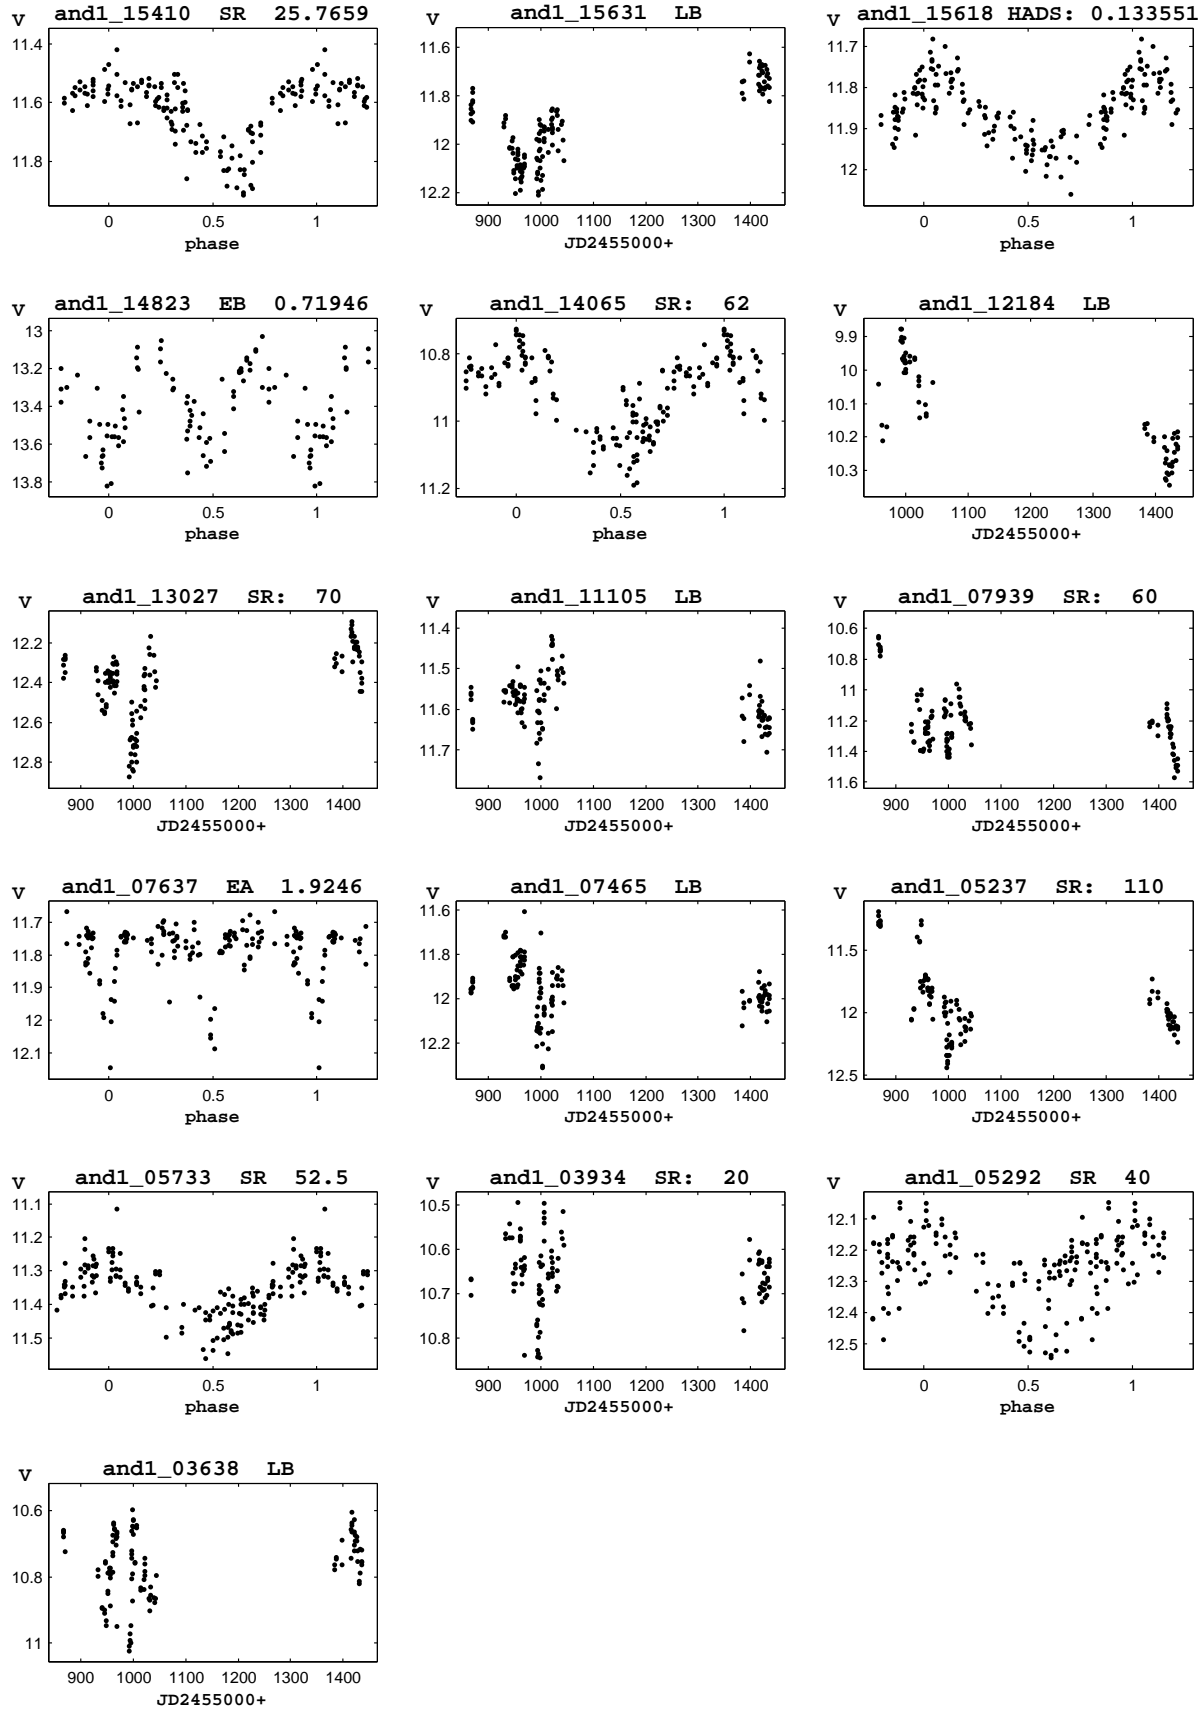 and1_15410 SR 25.7659
V
11.4
11.6
11.8
0 0.5 1
phase
and1_15631 LB
V
11.6
11.8
12
12.2
900 1000 1100 1200 1300 1400
JD2455000+
and1_15618 HADS: 0.133551
V
11.7
11.8
11.9
12
0 1
phase
and1_14823 EB 0.71946
V
13
13.2
13.4
13.6
13.8
0 1
phase
and1_14065 SR: 62
V
10.8
11
11.2
0 0.5 1
phase
and1_12184 LB
V
9.9
10
10.1
10.2
10.3
1000 1100 1200 1300 1400
JD2455000+
and1_13027 SR: 70
V
12.2
12.4
12.6
12.8
900 1000 1100 1200 1300 1400
JD2455000+
and1_11105 LB
V
11.4
11.5
11.6
11.7
900 1000 1100 1200 1300 1400
JD2455000+
and1_07939 SR: 60
V
10.6
10.8
11
11.2
11.4
11.6
900 1000 1100 1200 1300 1400
JD2455000+
and1_07637 EA 1.9246
V
11.7
11.8
11.9
12
12.1
0 1
phase
and1_07465 LB
V
11.6
11.8
12
12.2
900 1000 1100 1200 1300 1400
JD2455000+
and1_05237 SR: 110
V
11.5
12
12.5
900 1000 1100 1200 1300 1400
JD2455000+
and1_05733 SR 52.5
V
11.1
11.2
11.3
11.4
11.5
0 0.5 1
phase
and1_03934 SR: 20
V
10.5
10.6
10.7
10.8
900 1000 1100 1200 1300 1400
JD2455000+
and1_05292 SR 40
V
12.1
12.2
12.3
12.4
12.5
0 0.5 1
phase
and1_03638 LB
V
10.6
10.8
11
900 1000 1100 1200 1300 1400
JD2455000+